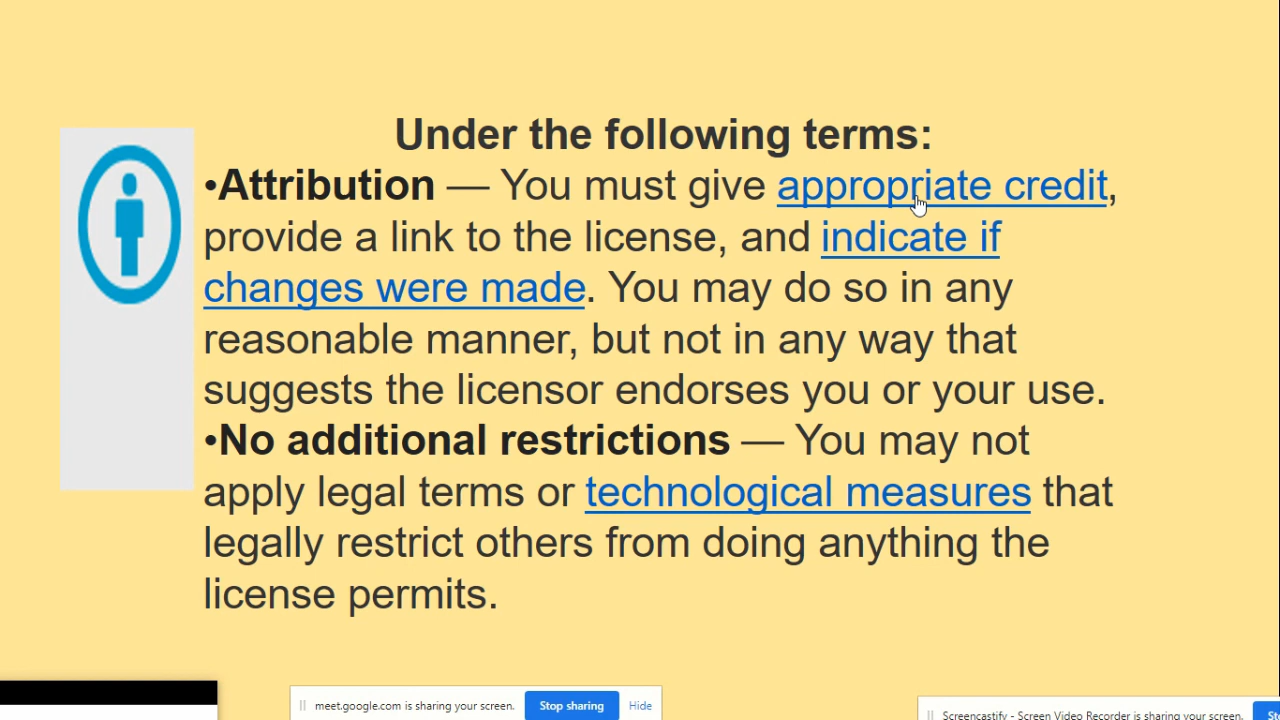 Under the following terms:
•Attribution — You must give appropriate credit,
provide a link to the license, and indicate if
changes were made. You may do so in any
reasonable manner, but not in any way that
suggests the licensor endorses you or your use.
•No additional restrictions — You may not
apply legal terms or technological measures that
legally restrict others from doing anything the
license permits.
meet.google.com is sharing your screen. Stop sharing Hide
Screencastify - Screen Video Recorder is sharing your screen.